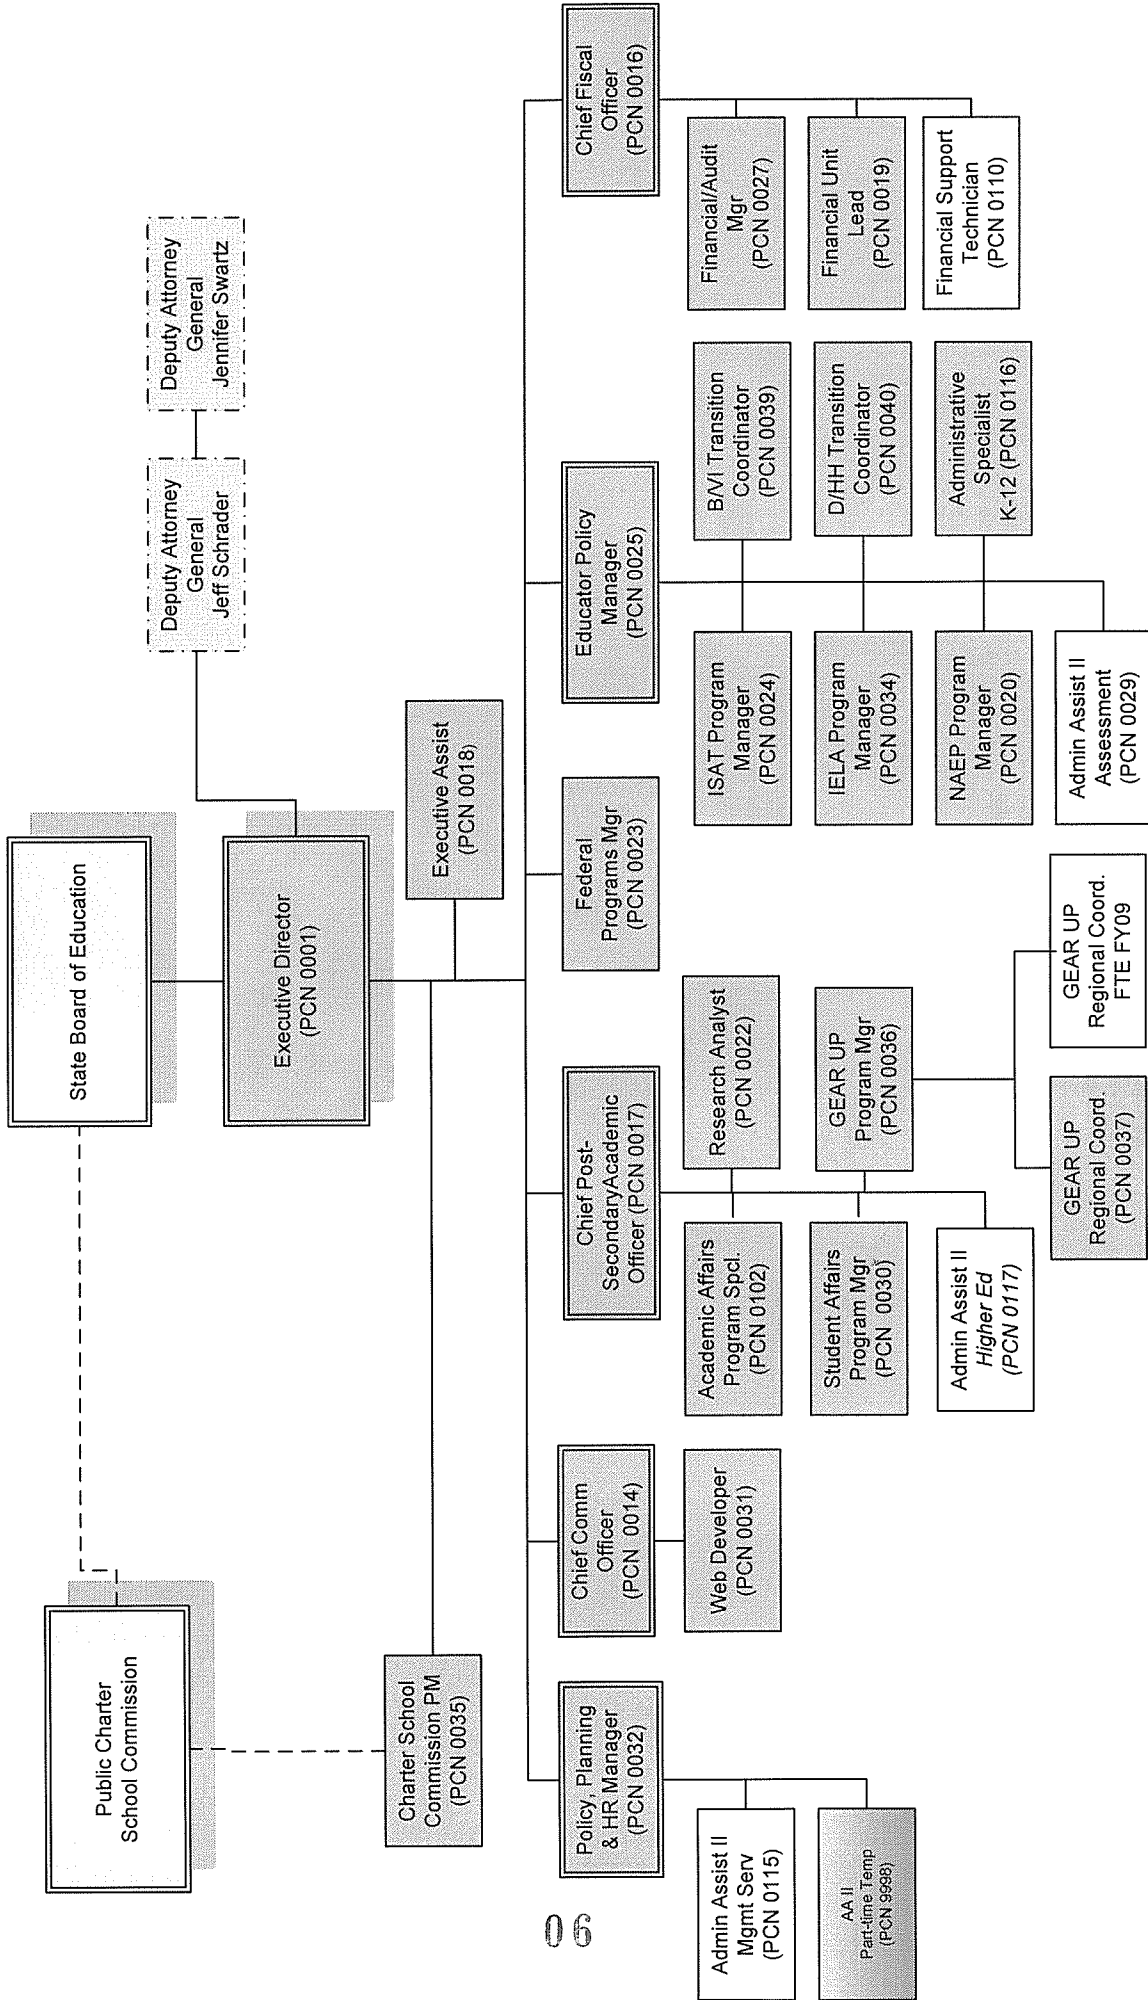 State Board of Education
Public Charter
School Commission
Executive Director
(PCN 0001)
Deputy Attorney
General
Jeff Schrader
Deputy Attorney
General
Jennifer Swartz
Charter School
Commission PM
(PCN 0035)
Executive Assist
(PCN 0018)
Policy, Planning
& HR Manager
(PCN 0032)
Chief Comm
Officer
(PCN 0014)
Chief Post-
SecondaryAcademic
Officer (PCN 0017)
Federal
Programs Mgr
(PCN 0023)
Educator Policy
Manager
(PCN 0025)
Chief Fiscal
Officer
(PCN 0016)
Admin Assist II
Mgmt Serv
(PCN 0115)
AA II
Part-time Temp
(PCN 9998)
Web Developer
(PCN 0031)
Academic Affairs
Program Spcl.
(PCN 0102)
Research Analyst
(PCN 0022)
Student Affairs
Program Mgr
(PCN 0030)
GEAR UP
Program Mgr
(PCN 0036)
Admin Assist II
Higher Ed
(PCN 0117)
GEAR UP
Regional Coord
(PCN 0037)
GEAR UP
Regional Coord.
FTE FY09
ISAT Program
Manager
(PCN 0024)
B/VI Transition
Coordinator
(PCN 0039)
IELA Program
Manager
(PCN 0034)
D/HH Transition
Coordinator
(PCN 0040)
NAEP Program
Manager
(PCN 0020)
Administrative
Specialist
K-12 (PCN 0116)
Admin Assist II
Assessment
(PCN 0029)
Financial/Audit
Mgr
(PCN 0027)
Financial Unit
Lead
(PCN 0019)
Financial Support
Technician
(PCN 0110)
06